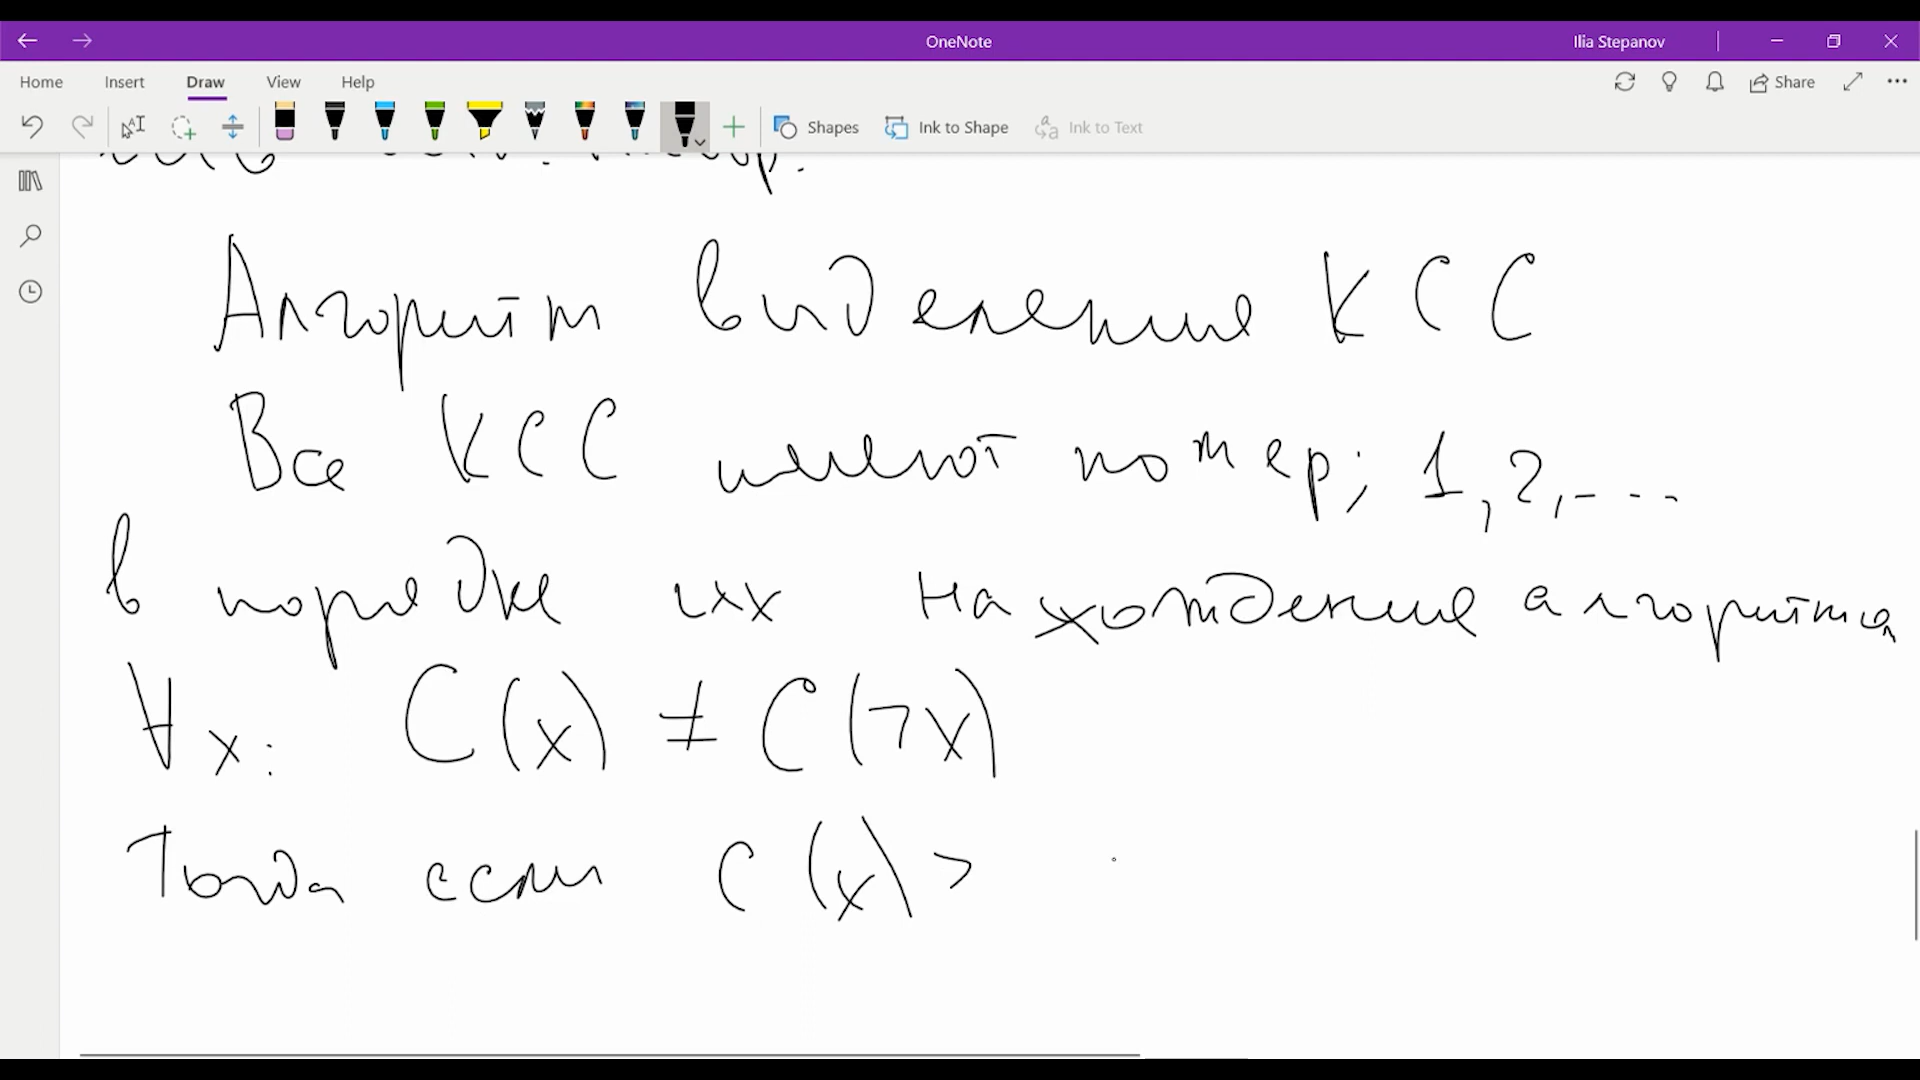 OneNote
Ilia Stepanov
Home Insert Draw View Help
Share
Shapes Ink to Shape Ink to Text
Алгоритм выделения КСС
Все КСС имеют номер; 1, 2, ...
в порядке их нахождения алгоритма
∀x: C(x) ≠ C(¬x)
Тогда если C(x) >